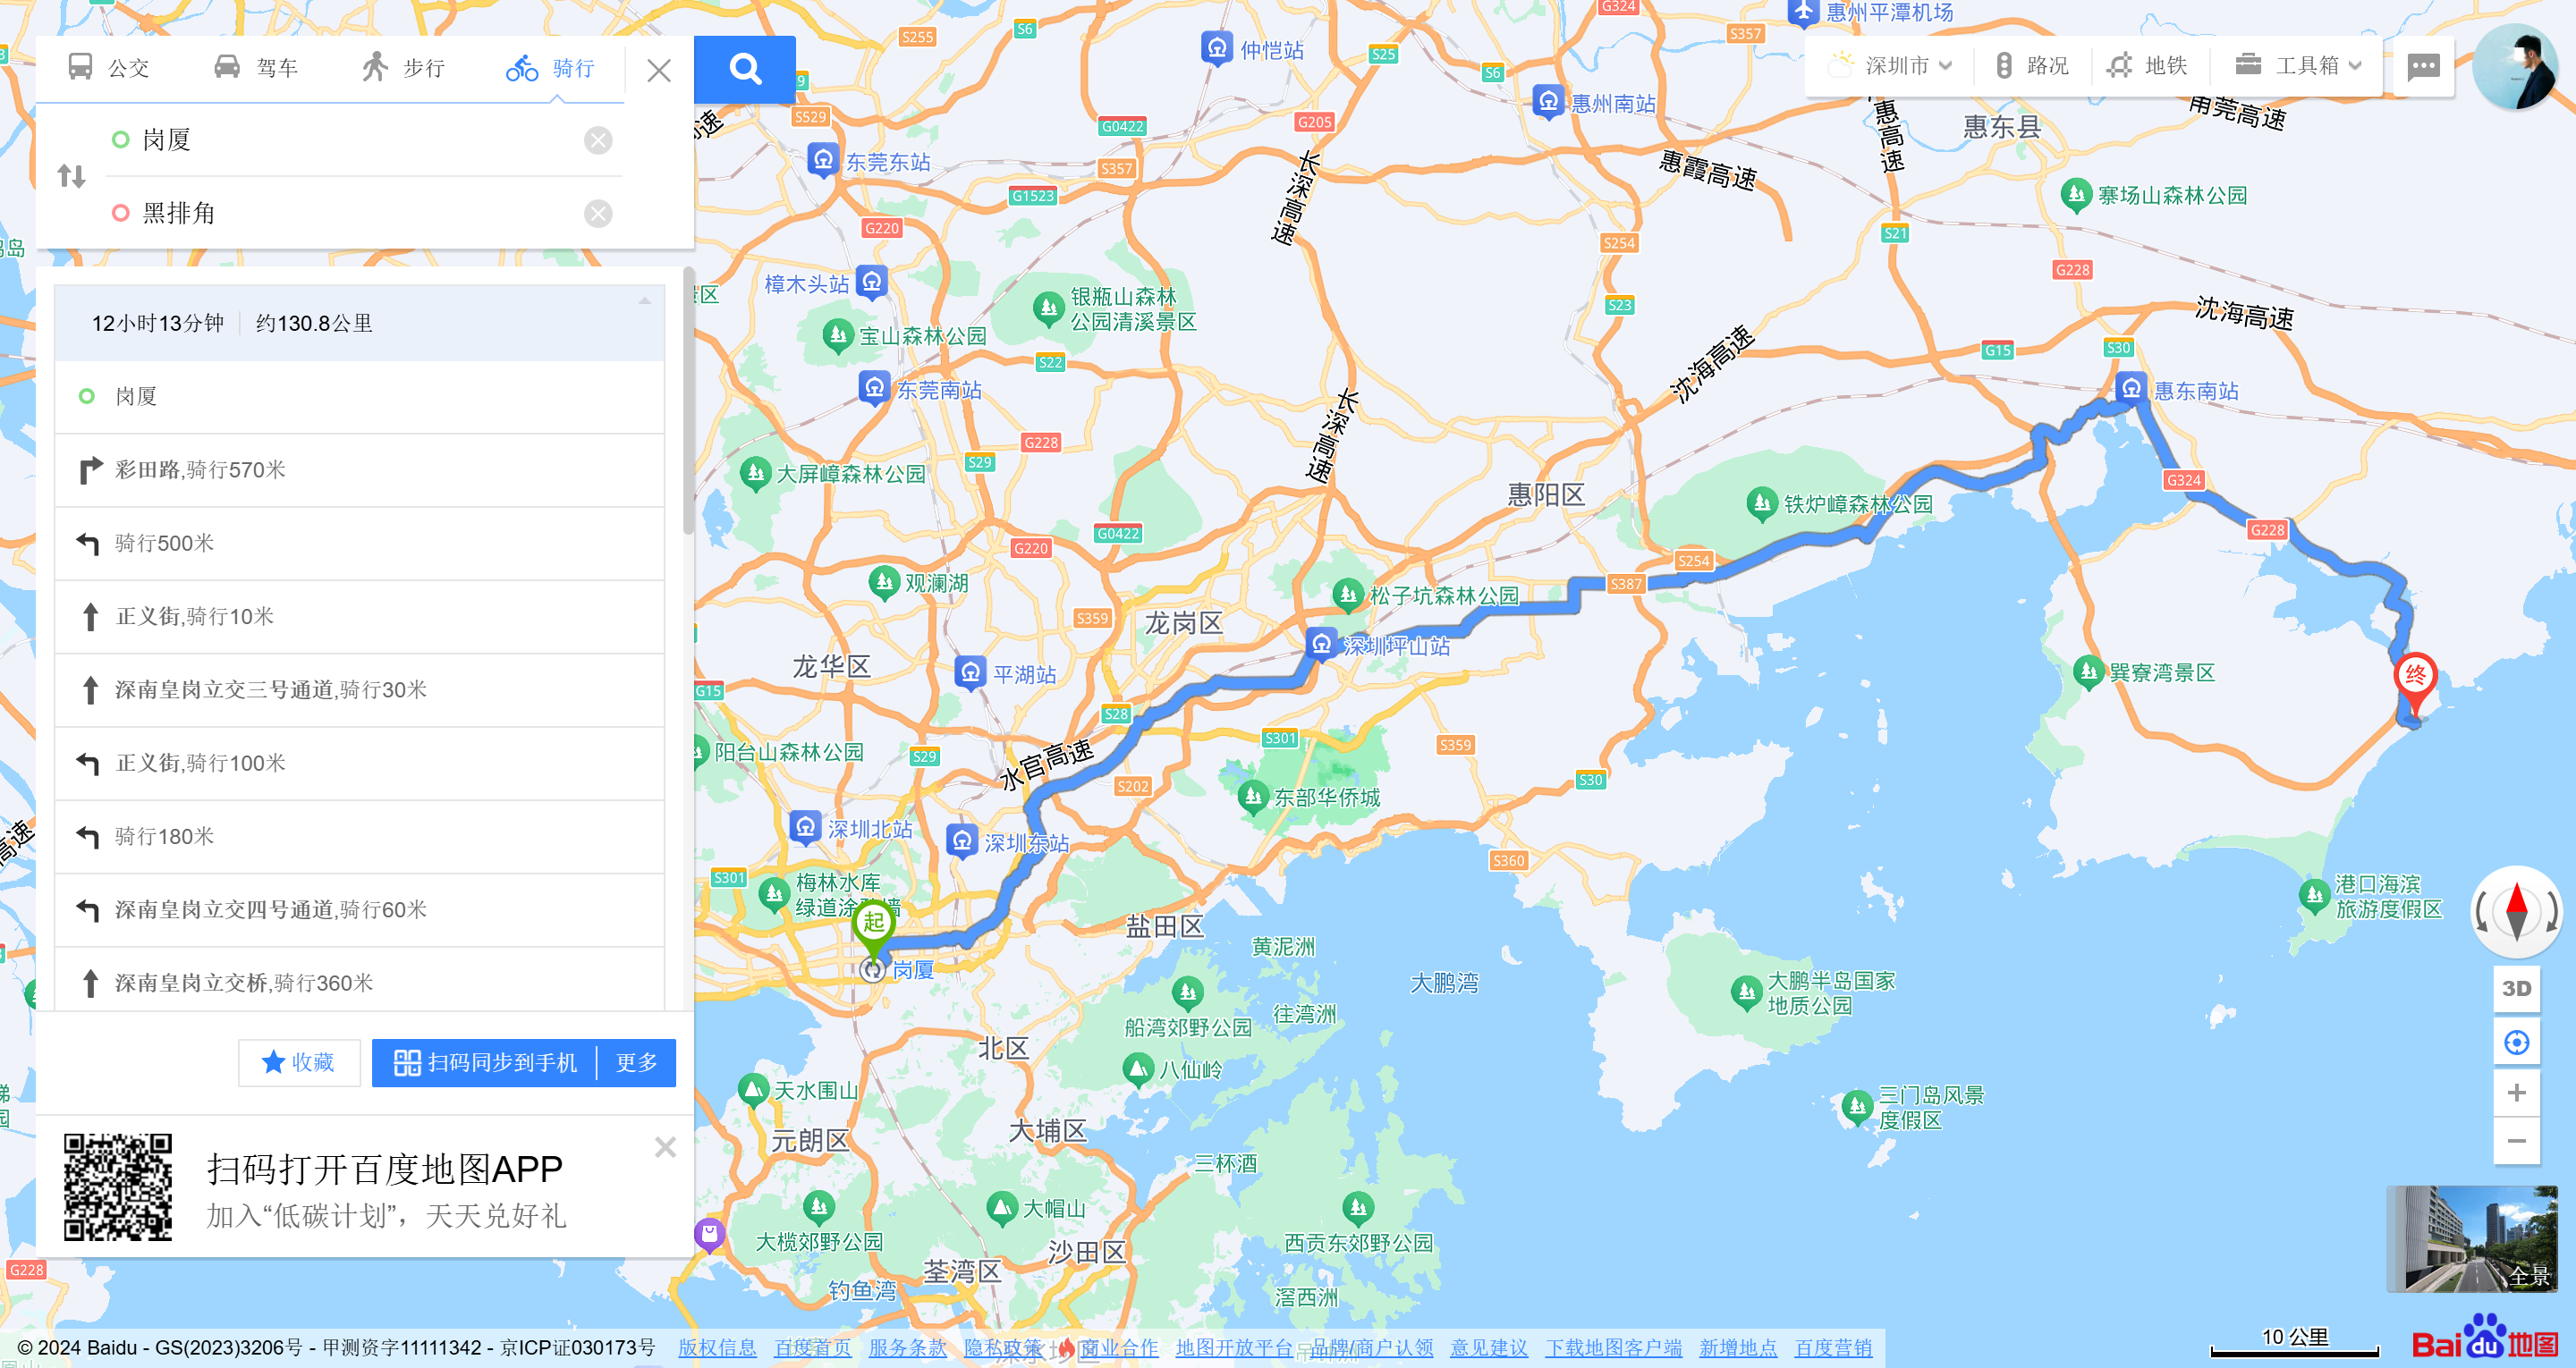 公交
驾车
步行
骑行
岗厦
黑排角
12小时13分钟 约130.8公里
岗厦
彩田路,骑行570米
骑行500米
正义街,骑行10米
深南皇岗立交三号通道,骑行30米
正义街,骑行100米
骑行180米
深南皇岗立交四号通道,骑行60米
深南皇岗立交桥,骑行360米
收藏
扫码同步到手机
更多
扫码打开百度地图APP
加入“低碳计划”，天天兑好礼
深圳市
路况
地铁
工具箱
惠州平潭机场
G324
S357
S255
S6
仲恺站
S25
S6
惠州南站
惠东县
甬莞高速
惠高速
S529
G0422
G205
东莞东站
S357
长深高速
惠霞高速
寨场山森林公园
G1523
G220
S254
S21
G228
樟木头站
银瓶山森林
公园清溪景区
宝山森林公园
S23
沈海高速
沈海高速
S22
G15
S30
东莞南站
惠东南站
长深高速
G228
S29
大屏嶂森林公园
惠阳区
铁炉嶂森林公园
G324
G228
G0422
G220
S254
S387
观澜湖
松子坑森林公园
S359
龙岗区
深圳坪山站
龙华区
平湖站
巽寮湾景区
终
G15
S28
S301
S359
阳台山森林公园
S29
水官高速
S202
S30
东部华侨城
深圳北站
深圳东站
S360
S301
梅林水库
起
盐田区
港口海滨
旅游度假区
黄泥洲
岗厦
大鹏湾
大鹏半岛国家
地质公园
船湾郊野公园
往湾洲
北区
八仙岭
天水围山
三门岛风景
度假区
元朗区
大埔区
三杯酒
大帽山
大榄郊野公园
沙田区
西贡东郊野公园
荃湾区
钓鱼湾
滘西洲
G228
3D
全景
10 公里
Bai du 地图
© 2024 Baidu - GS(2023)3206号 - 甲测资字11111342 - 京ICP证030173号 版权信息 百度首页 服务条款 隐私政策 商业合作 地图开放平台 品牌/商户认领 意见建议 下载地图客户端 新增地点 百度营销